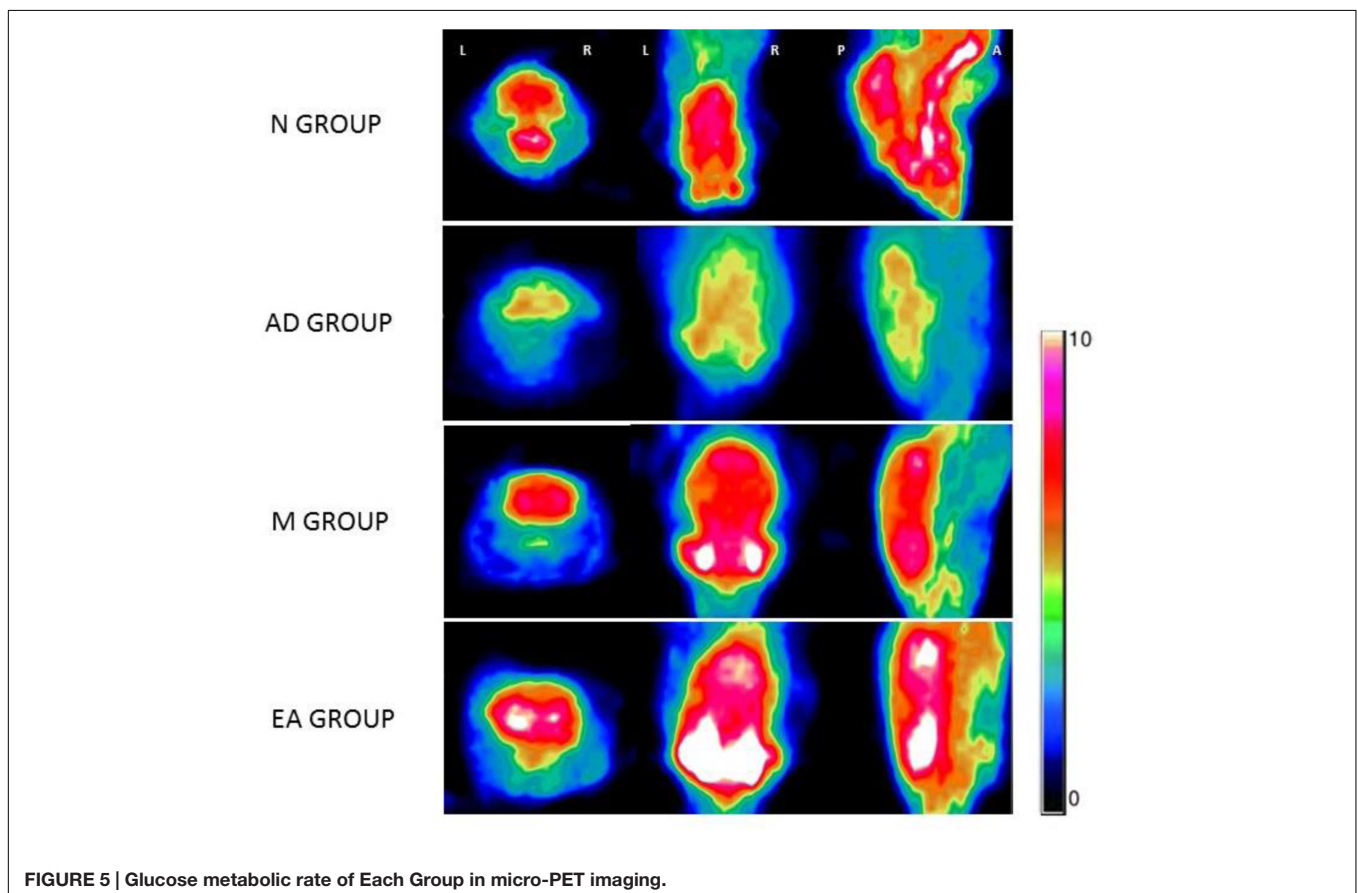 L R L R P A
N GROUP
AD GROUP
10
M GROUP
EA GROUP
0
FIGURE 5 | Glucose metabolic rate of Each Group in micro-PET imaging.